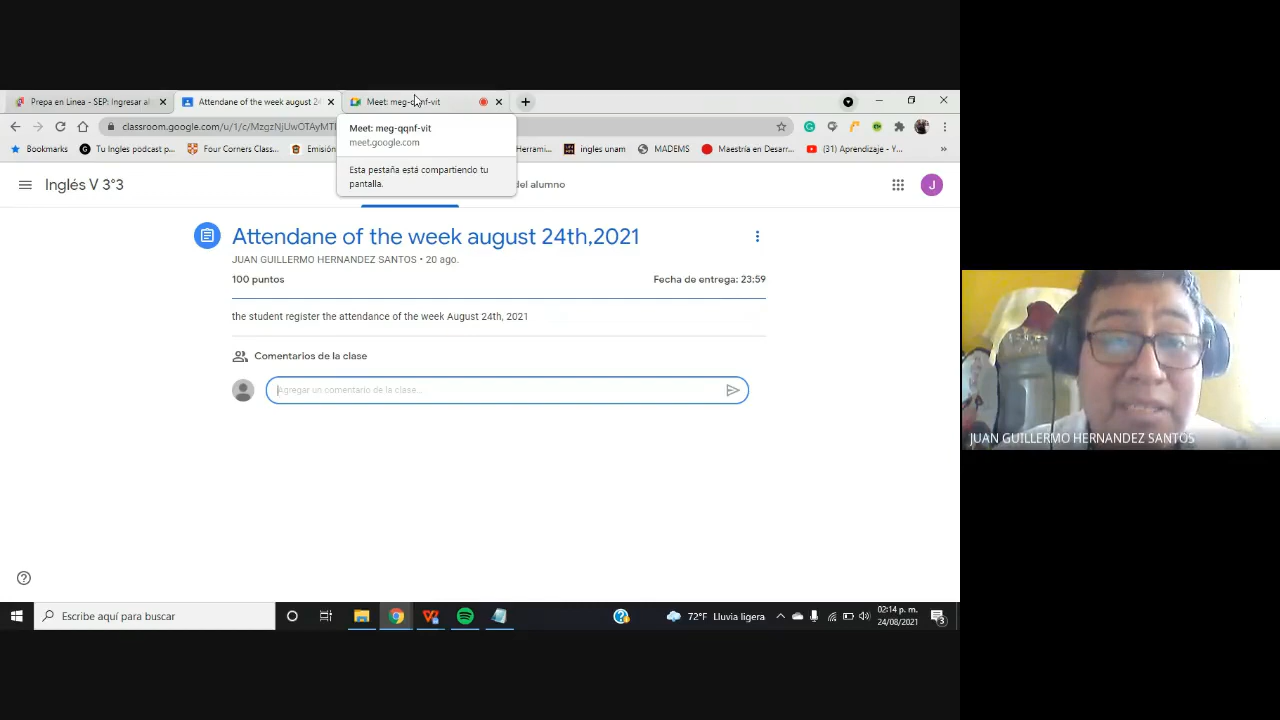 Prepa en Linea - SEP: Ingresar al
Attendane of the week august 24
Meet: meg-qqnf-vit
classroom.google.com/u/1/c/MzgzNjUwOTAyMTI
Meet: meg-qqnf-vit
meet.google.com
Bookmarks
Tu Ingles podcast p...
Four Corners Class...
Emisión
Herrami...
ingles unam
MADEMS
Maestría en Desarr...
(31) Aprendizaje - Y...
»
Esta pestaña está compartiendo tu
pantalla.
Inglés V 3°3
del alumno
J
Attendane of the week august 24th,2021
JUAN GUILLERMO HERNANDEZ SANTOS • 20 ago.
100 puntos
Fecha de entrega: 23:59
the student register the attendance of the week August 24th, 2021
Comentarios de la clase
Agregar un comentario de la clase...
JUAN GUILLERMO HERNANDEZ SANTOS
Escribe aquí para buscar
72°F Lluvia ligera
02:14 p. m.
24/08/2021
3